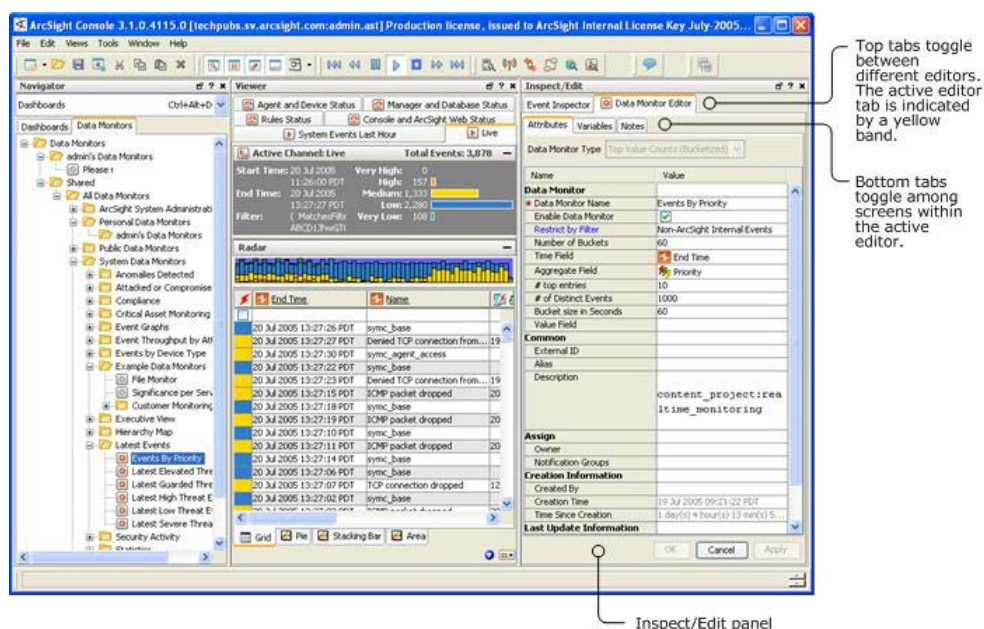 ArcSight Console 3.1.0.4115.0 [techpubs.sv.arcsight.com:admin.ast] Production license, issued to ArcSight Internal License Key July-2005...
File Edit Views Tools Window Help
Navigator
Dashboards Ctrl+Alt+D
Dashboards Data Monitors
Data Monitors
admin's Data Monitors
Please r
Shared
All Data Monitors
ArcSight System Administrati
Personal Data Monitors
admin's Data Monitors
Public Data Monitors
System Data Monitors
Anomalies Detected
Attacked or Compromise
Compliance
Critical Asset Monitoring
Event Graphs
Event Throughput by
Events by Device Type
Example Data Monitors
File Monitor
Significance per Serv
Customer Monitoring
Executive View
Hierarchy Map
Latest Events
Events By Priority
Latest Elevated Thre
Latest Guarded Thre
Latest High Threat E
Latest Low Threat E
Latest Severe Threa
Security Activity
Viewer
Agent and Device Status Manager and Database Status
Rules Status Console and ArcSight Web Status
System Events Last Hour Live
Active Channel: Live Total Events: 3,878
Start Time: 20 Jul 2005 Very High: 0
11:26:00 PDT High: 157
End Time: 20 Jul 2005 Medium: 1,333
13:27:27 PDT Low: 2,280
Filter: ( MatchesFilte Very Low: 108
Radar
End Time Name
20 Jul 2005 13:27:26 PDT symc_base
20 Jul 2005 13:27:27 PDT Denied TCP connection from... 19
20 Jul 2005 13:27:30 PDT symc_agent_access
20 Jul 2005 13:27:22 PDT symc_base
20 Jul 2005 13:27:23 PDT Denied TCP connection from... 19
20 Jul 2005 13:27:15 PDT ICMP packet dropped 20
20 Jul 2005 13:27:18 PDT symc_base
20 Jul 2005 13:27:19 PDT ICMP packet dropped 20
20 Jul 2005 13:27:10 PDT symc_base
20 Jul 2005 13:27:11 PDT ICMP packet dropped 20
20 Jul 2005 13:27:14 PDT symc_base
20 Jul 2005 13:27:06 PDT symc_base
20 Jul 2005 13:27:07 PDT TCP connection dropped 12
20 Jul 2005 13:27:02 PDT symc_base
Grid Pie Stacking Bar Area
Inspect/Edit
Event Inspector Data Monitor Editor
Attributes Variables Notes
Data Monitor Type Top Value Counts (Bucketized)
Name Value
Data Monitor
Data Monitor Name Events By Priority
Enable Data Monitor
Restrict by Filter Non-ArcSight Internal Events
Number of Buckets 60
Time Field End Time
Aggregate Field Priority
# top entries 10
# of Distinct Events 1000
Bucket size in Seconds 60
Value Field
Common
External ID
Alias
Description
content_project:rea
ltime_monitoring
Assign
Owner
Notification Groups
Creation Information
Created By
Creation Time 19 Jul 2005 09:21:22 PDT
Time Since Creation 1 day(s) 4 hour(s) 13 min(s) 5...
Last Update Information
OK Cancel Apply
Top tabs toggle
between
different editors.
The active editor
tab is indicated
by a yellow
band.
Bottom tabs
toggle among
screens within
the active
editor.
Inspect/Edit panel